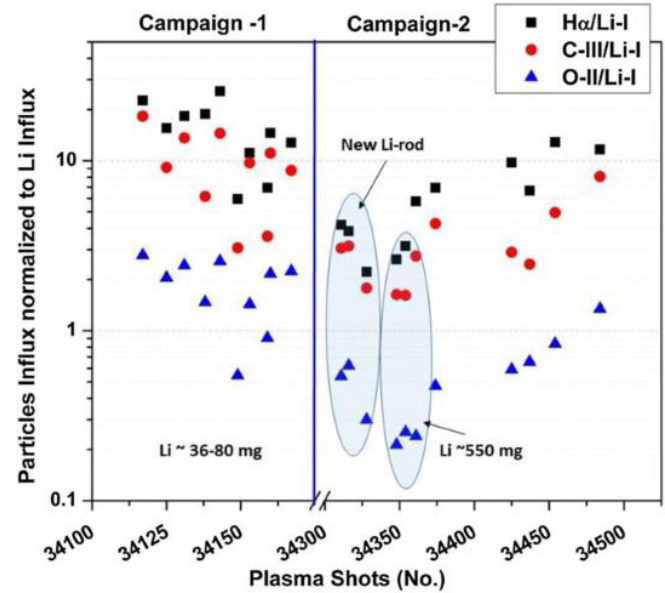 Campaign -1 Campaign-2
Hα/Li-I
C-III/Li-I
O-II/Li-I
Particles Influx normalized to Li Influx
10
1
0.1
New Li-rod
Li ~ 36-80 mg
Li ~550 mg
34100 34125 34150 34300 34350 34400 34450 34500
Plasma Shots (No.)